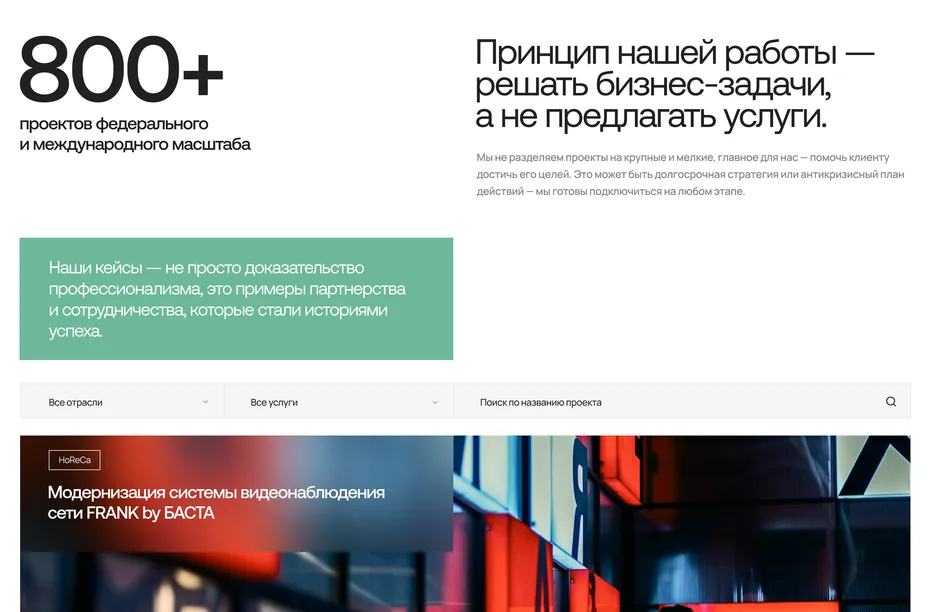 800+
проектов федерального
и международного масштаба
Принцип нашей работы —
решать бизнес-задачи,
а не предлагать услуги.
Мы не разделяем проекты на крупные и мелкие, главное для нас — помочь клиенту
достичь его целей. Это может быть долгосрочная стратегия или антикризисный план
действий — мы готовы подключиться на любом этапе.
Наши кейсы — не просто доказательство
профессионализма, это примеры партнерства
и сотрудничества, которые стали историями
успеха.
Все отрасли
Все услуги
Поиск по названию проекта
HoReCa
Модернизация системы видеонаблюдения
сети FRANK by БАСТА